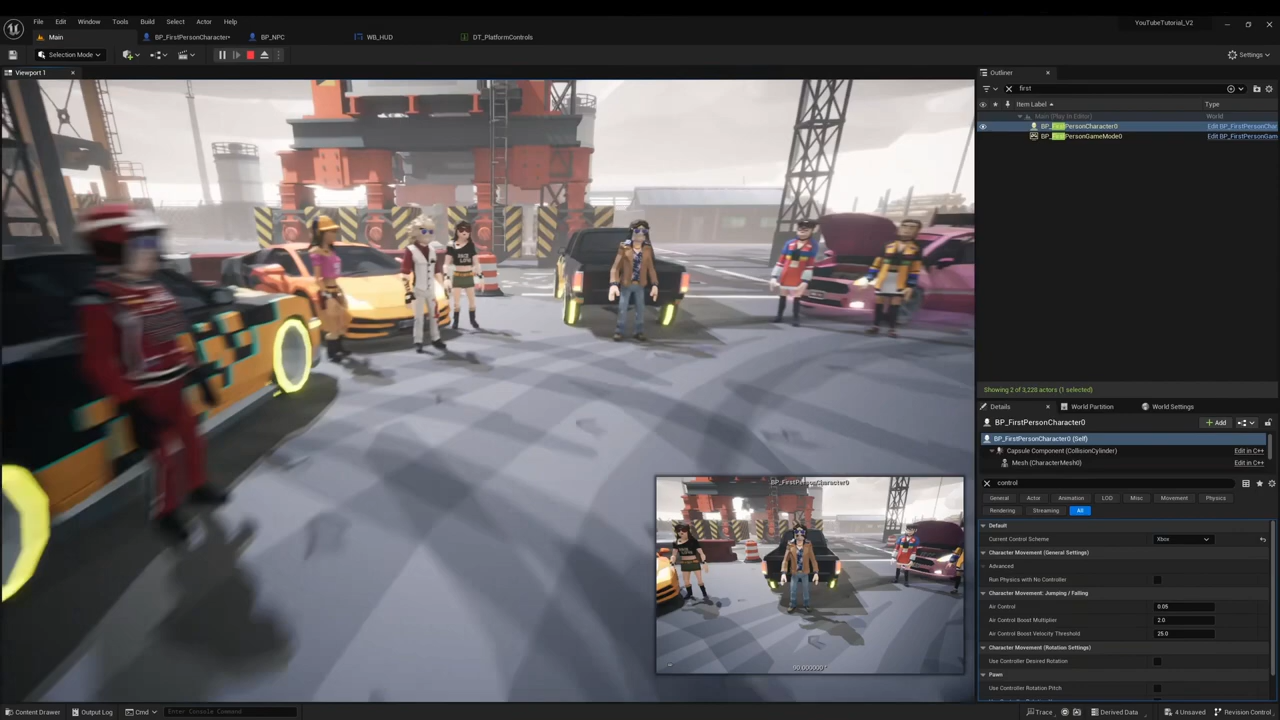 File Edit Window Tools Build Select Actor Help
YouTubeTutorial_V2
Main
BP_FirstPersonCharacter•
BP_NPC
WB_HUD
DT_PlatformControls
Selection Mode
Settings
Viewport 1
Outliner
first
Item Label
Type
Main (Play In Editor)
World
BP_FirstPersonCharacter0
Edit BP_FirstPersonChar
BP_FirstPersonGameMode0
Edit BP_FirstPersonGam
Showing 2 of 3,228 actors (1 selected)
Details
World Partition
World Settings
BP_FirstPersonCharacter0
Add
BP_FirstPersonCharacter0 (Self)
Capsule Component (CollisionCylinder)
Edit in C++
Mesh (CharacterMesh0)
Edit in C++
control
General Actor Animation LOD Misc Movement Physics
Rendering Streaming All
Default
Current Control Scheme
Xbox
Character Movement (General Settings)
Advanced
Run Physics with No Controller
Character Movement: Jumping / Falling
Air Control
0.05
Air Control Boost Multiplier
2.0
Air Control Boost Velocity Threshold
25.0
Character Movement (Rotation Settings)
Use Controller Desired Rotation
Pawn
Use Controller Rotation Pitch
BP_FirstPersonCharacter0
90.000000°
Content Drawer
Output Log
Cmd
Enter Console Command
Trace
Derived Data
4 Unsaved
Revision Control